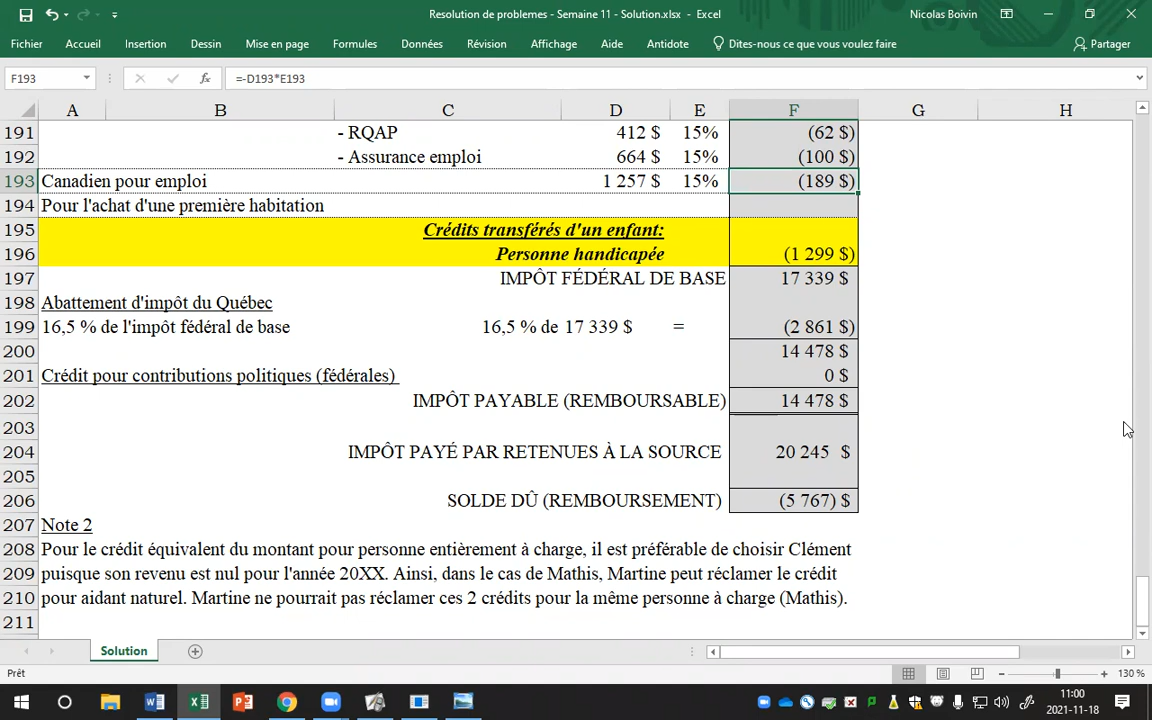 Resolution de problemes - Semaine 11 - Solution.xlsx - Excel
Nicolas Boivin
Fichier Accueil Insertion Dessin Mise en page Formules Données Révision Affichage Aide Antidote Dites-nous ce que vous voulez faire Partager
F193 fx =-D193*E193
A B C D E F G H
191 - RQAP 412 $ 15% (62 $)
192 - Assurance emploi 664 $ 15% (100 $)
193 Canadien pour emploi 1 257 $ 15% (189 $)
194 Pour l'achat d'une première habitation
195 Crédits transférés d'un enfant:
196 Personne handicapée (1 299 $)
197 IMPÔT FÉDÉRAL DE BASE 17 339 $
198 Abattement d'impôt du Québec
199 16,5 % de l'impôt fédéral de base 16,5 % de 17 339 $ = (2 861 $)
200 14 478 $
201 Crédit pour contributions politiques (fédérales) 0 $
202 IMPÔT PAYABLE (REMBOURSABLE) 14 478 $
203
204 IMPÔT PAYÉ PAR RETENUES À LA SOURCE 20 245 $
205
206 SOLDE DÛ (REMBOURSEMENT) (5 767) $
207 Note 2
208 Pour le crédit équivalent du montant pour personne entièrement à charge, il est préférable de choisir Clément
209 puisque son revenu est nul pour l'année 20XX. Ainsi, dans le cas de Mathis, Martine peut réclamer le crédit
210 pour aidant naturel. Martine ne pourrait pas réclamer ces 2 crédits pour la même personne à charge (Mathis).
211
Solution
Prêt 130 %
11:00
2021-11-18